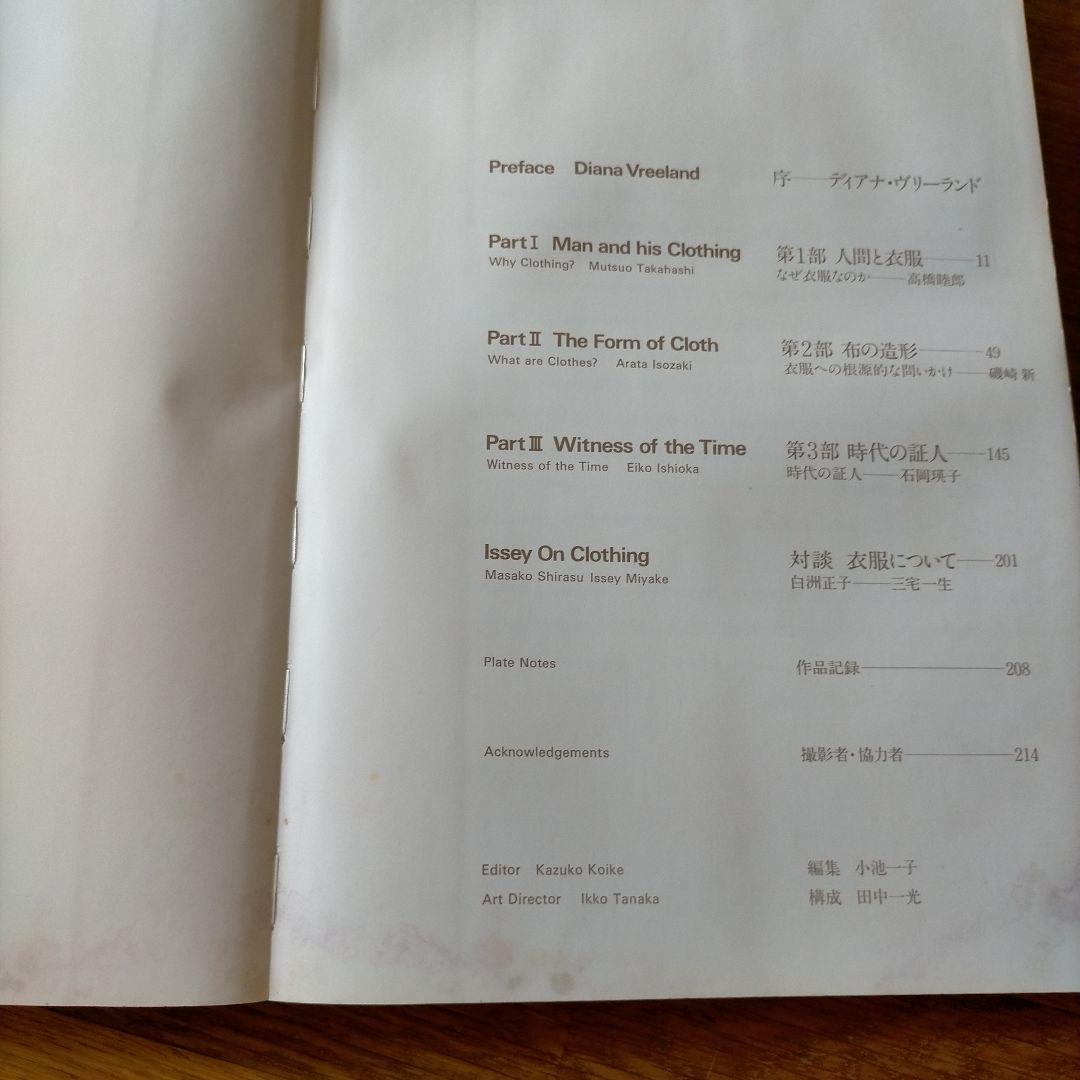 Preface Diana Vreeland
序――ディアナ・ヴリーランド
Part Ⅰ Man and his Clothing
第1部 人間と衣服――11
Why Clothing? Mutsuo Takahashi
なぜ衣服なのか――高橋睦郎
Part Ⅱ The Form of Cloth
第2部 布の造形――49
What are Clothes? Arata Isozaki
衣服への根源的な問いかけ――磯崎 新
Part Ⅲ Witness of the Time
第3部 時代の証人――145
Witness of the Time Eiko Ishioka
時代の証人――石岡瑛子
Issey On Clothing
対談 衣服について――201
Masako Shirasu Issey Miyake
白洲正子――三宅一生
Plate Notes
作品記録――208
Acknowledgements
撮影者・協力者――214
Editor Kazuko Koike
編集 小池一子
Art Director Ikko Tanaka
構成 田中一光